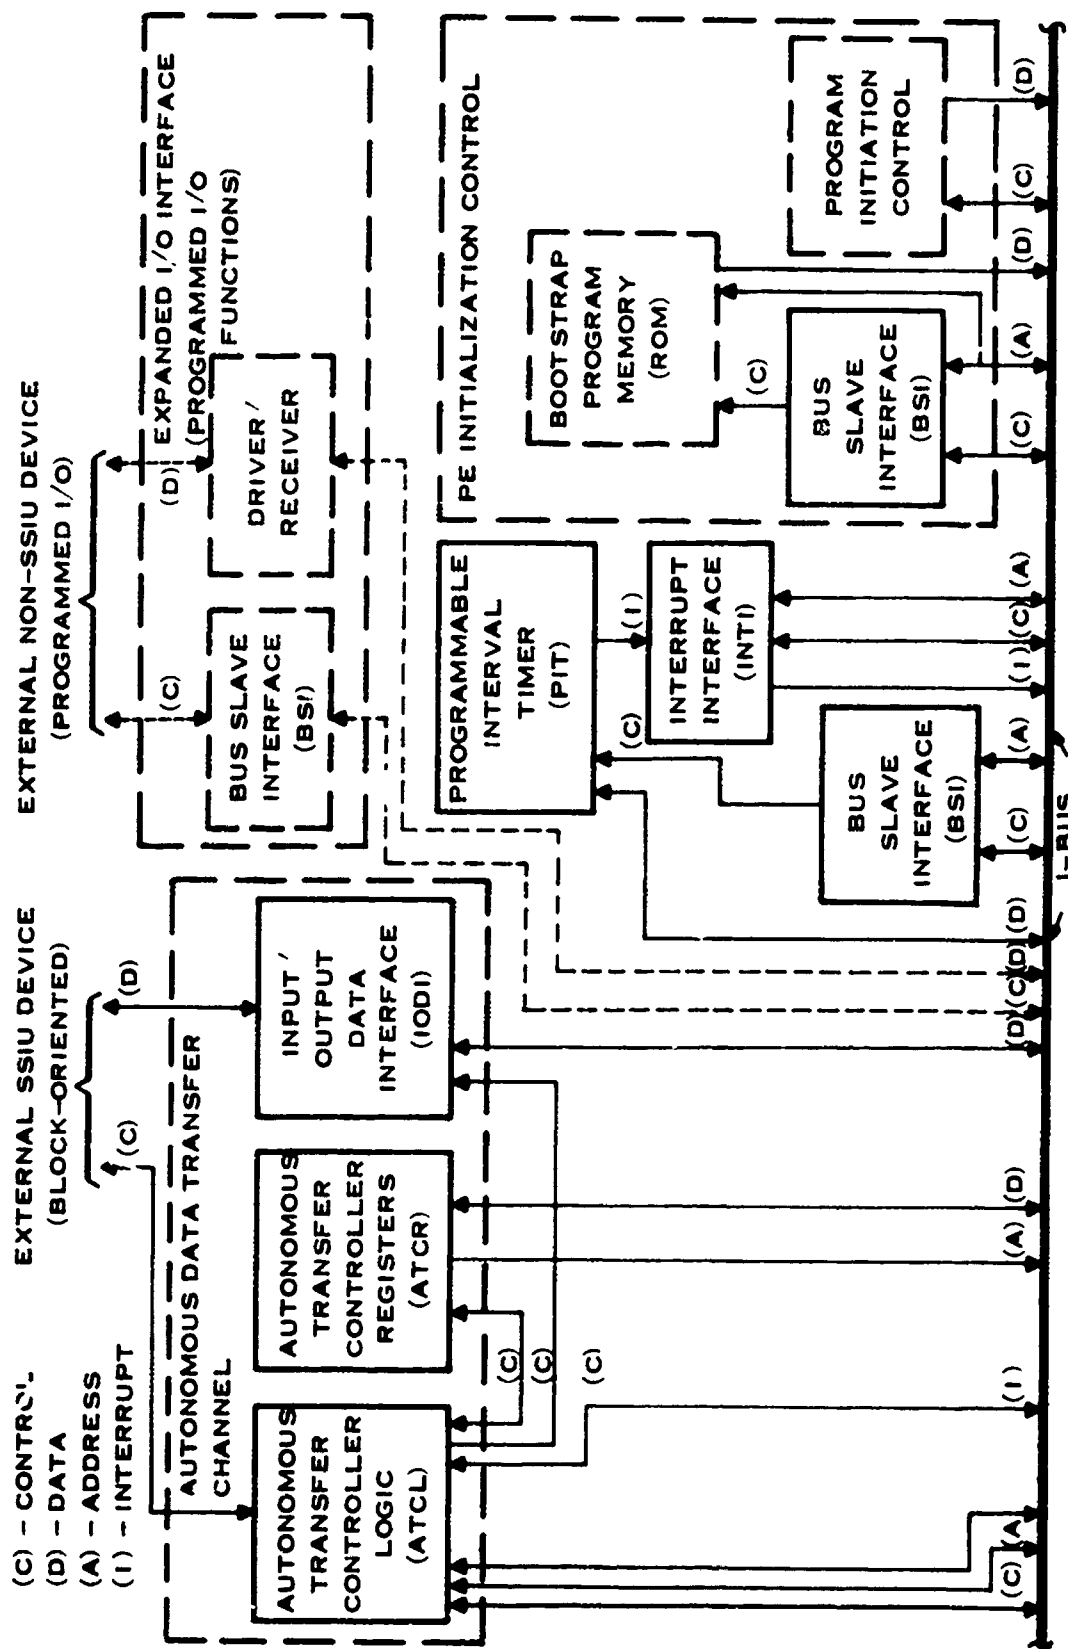 (C) – CONTROL
(D) – DATA
(A) – ADDRESS
(I) – INTERRUPT
EXTERNAL SSIU DEVICE
(BLOCK–ORIENTED)
EXTERNAL NON–SSIU DEVICE
(PROGRAMMED I/O)
(C)
(D)
(C)
(D)
AUTONOMOUS DATA TRANSFER
CHANNEL
EXPANDED I/O INTERFACE
(PROGRAMMED I/O
FUNCTIONS)
AUTONOMOUS
TRANSFER
CONTROLLER
LOGIC
(ATCL)
AUTONOMOUS
TRANSFER
CONTROLLER
REGISTERS
(ATCR)
INPUT/
OUTPUT
DATA
INTERFACE
(IODI)
BUS SLAVE
INTERFACE
(BSI)
DRIVER/
RECEIVER
(C)
(C)
(C)
PROGRAMMABLE
INTERVAL
TIMER
(PIT)
PE INITIALIZATION CONTROL
BOOTSTRAP
PROGRAM
MEMORY
(ROM)
(C)
(I)
(C)
INTERRUPT
INTERFACE
(INTI)
BUS
SLAVE
INTERFACE
(BSI)
BUS
SLAVE
INTERFACE
(BSI)
PROGRAM
INITIATION
CONTROL
(C)
(A
(I)
(A)
(D)
(D)
(C)
(D)
(D)
(C)
(A)
(I)
(C)
(A)
(C)
(A)
(D)
(C)
(D)
I–BUS